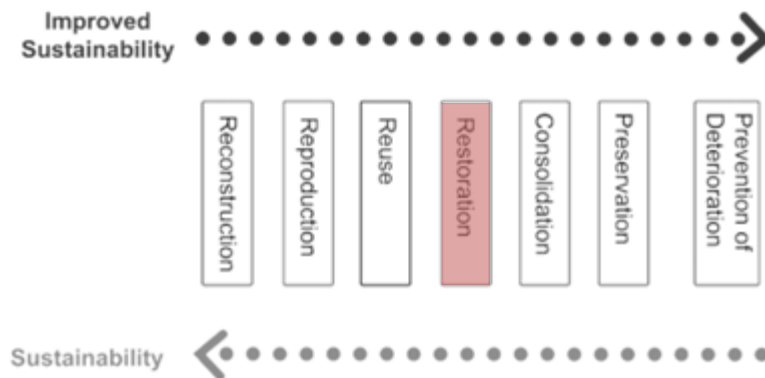 Improved
Sustainability
Reconstruction
Reproduction
Reuse
Restoration
Consolidation
Preservation
Prevention of
Deterioration
Sustainability